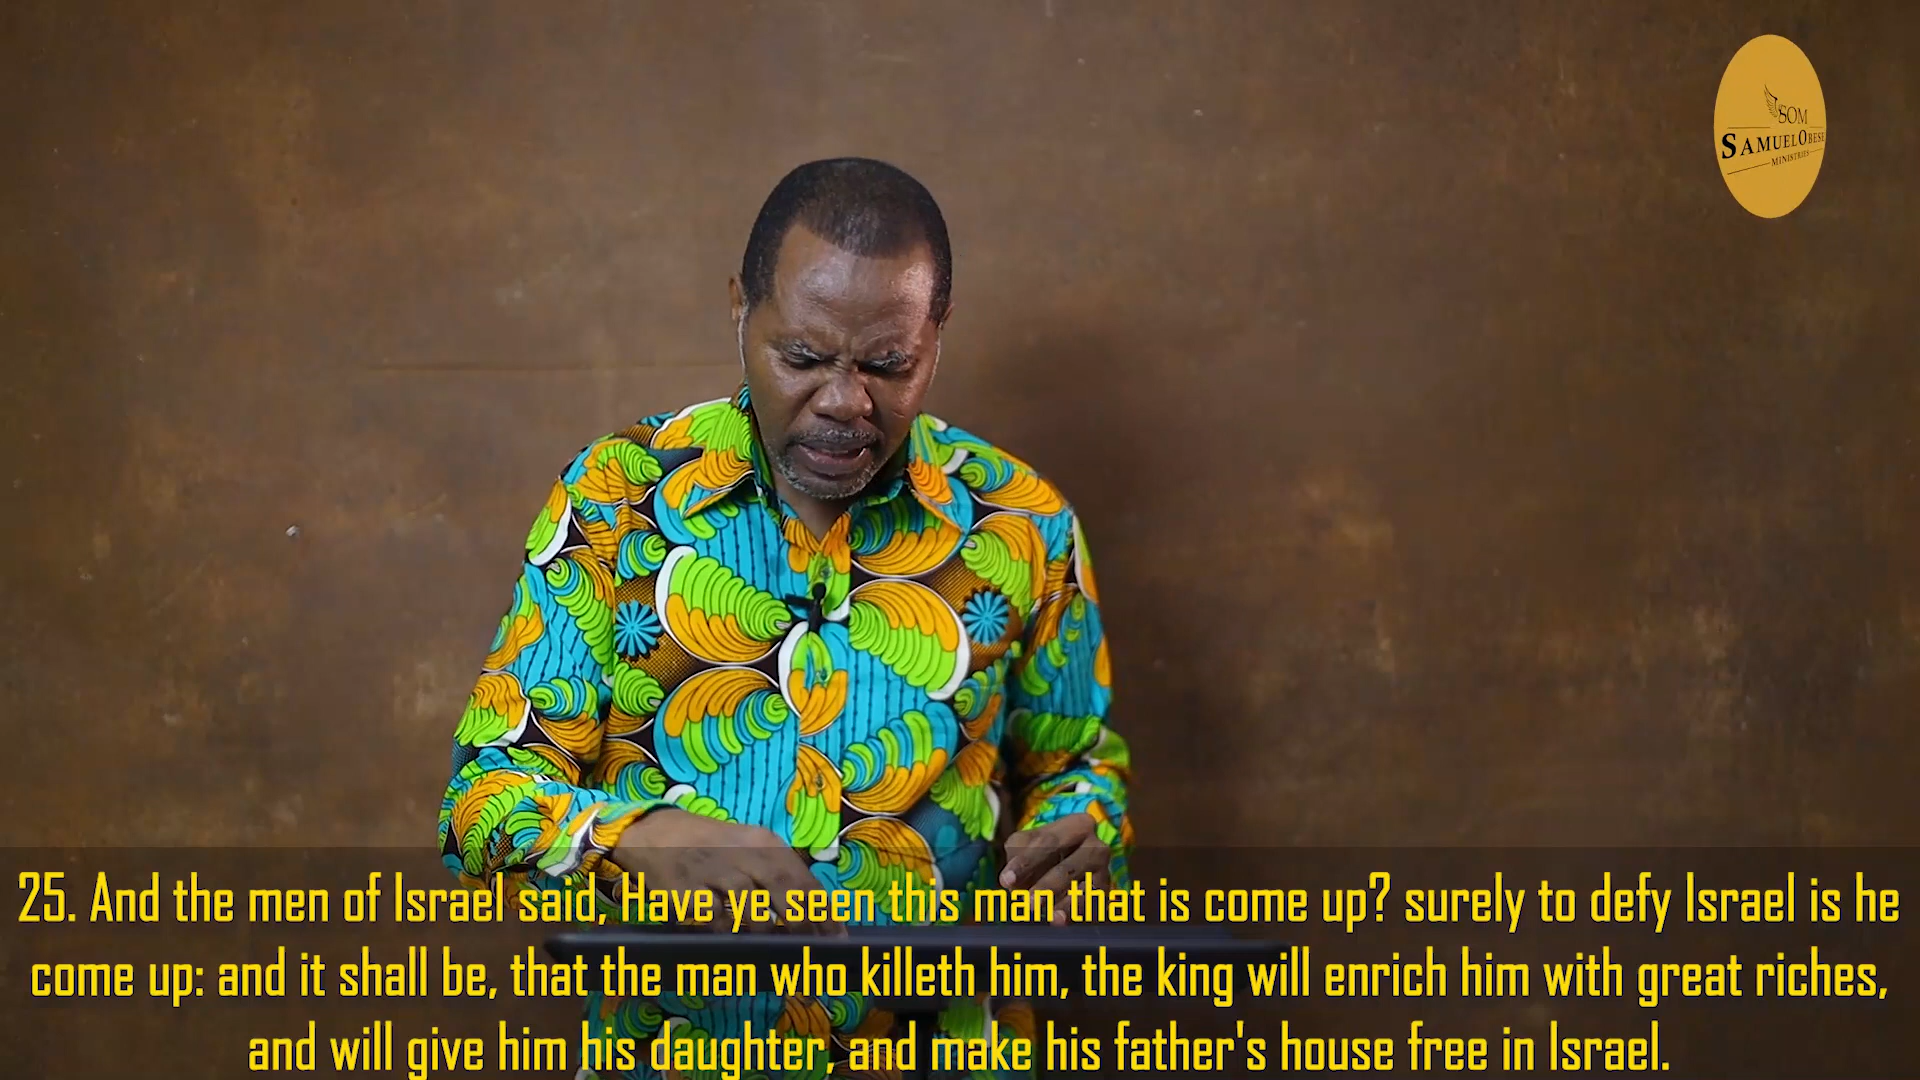 SOM
SAMUEL OBESE
MINISTRIES
25. And the men of Israel said, Have ye seen this man that is come up? surely to defy Israel is he
come up: and it shall be, that the man who killeth him, the king will enrich him with great riches,
and will give him his daughter, and make his father's house free in Israel.